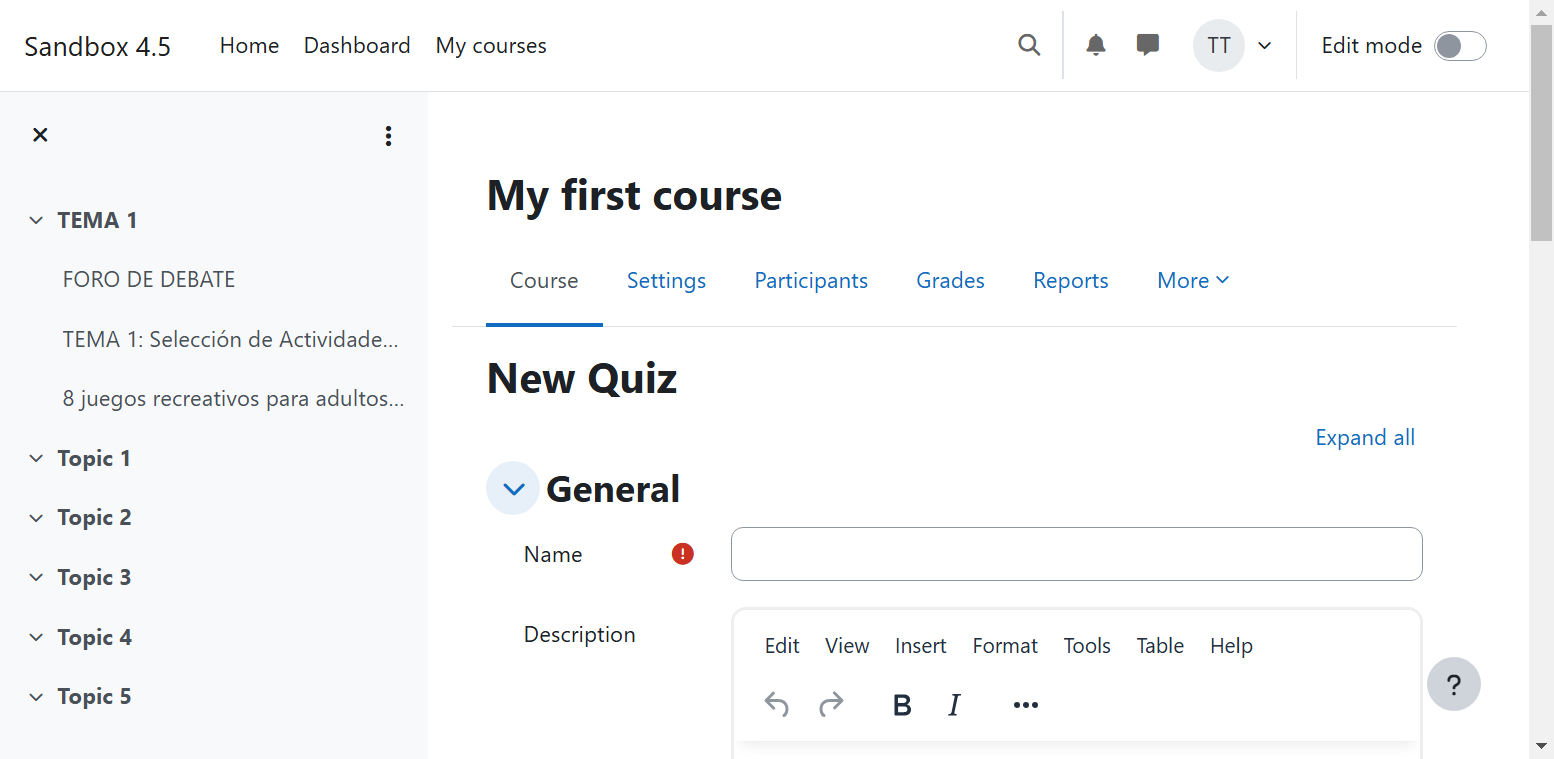 Sandbox 4.5 Home Dashboard My courses TT Edit mode
TEMA 1
FORO DE DEBATE
TEMA 1: Selección de Actividade...
8 juegos recreativos para adultos...
Topic 1
Topic 2
Topic 3
Topic 4
Topic 5
My first course
Course Settings Participants Grades Reports More
New Quiz
Expand all
General
Name
Description
Edit View Insert Format Tools Table Help
B I
?